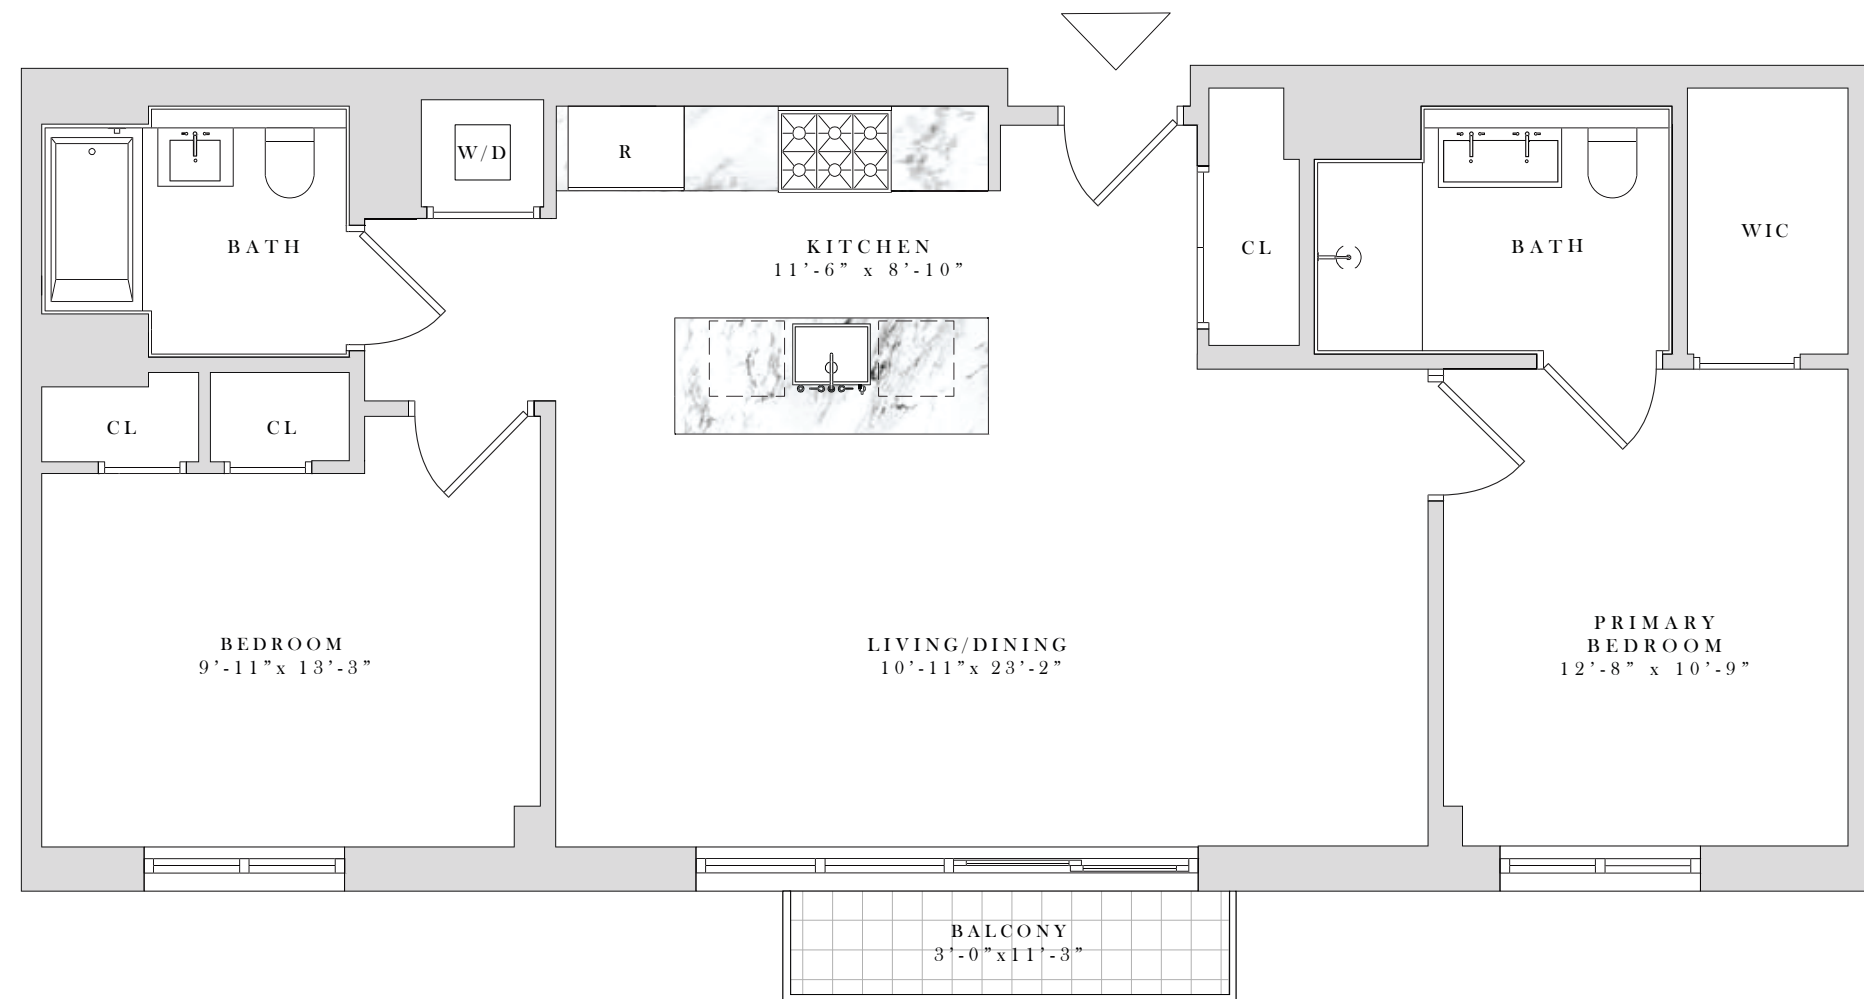 W/D
R
BATH
KITCHEN
11'-6" x 8'-10"
CL
BATH
WIC
CL
CL
BEDROOM
9'-11"x 13'-3"
LIVING/DINING
10'-11"x 23'-2"
PRIMARY
BEDROOM
12'-8" x 10'-9"
BALCONY
3'-0"x11'-3"